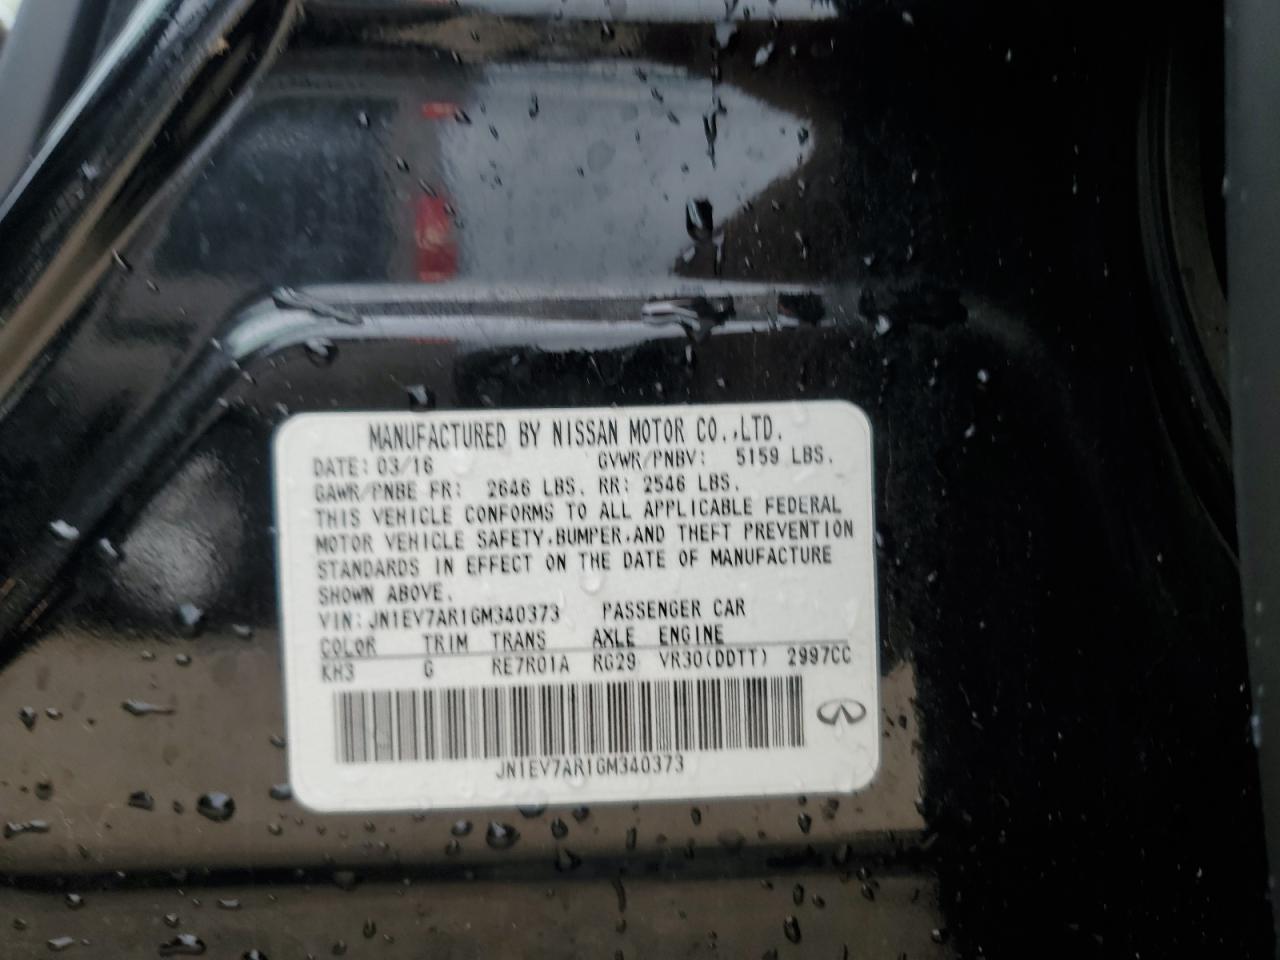 MANUFACTURED BY NISSAN MOTOR CO.,LTD.
DATE: 03/16 GVWR/PNBV: 5159 LBS.
GAWR/PNBE FR: 2646 LBS. RR: 2546 LBS.
THIS VEHICLE CONFORMS TO ALL APPLICABLE FEDERAL
MOTOR VEHICLE SAFETY,BUMPER,AND THEFT PREVENTION
STANDARDS IN EFFECT ON THE DATE OF MANUFACTURE
SHOWN ABOVE.
VIN: JN1EV7AR1GM340373 PASSENGER CAR
COLOR TRIM TRANS AXLE ENGINE
KH3 G RE7R01A RG29 VR30(DDTT) 2997CC
JN1EV7AR1GM340373